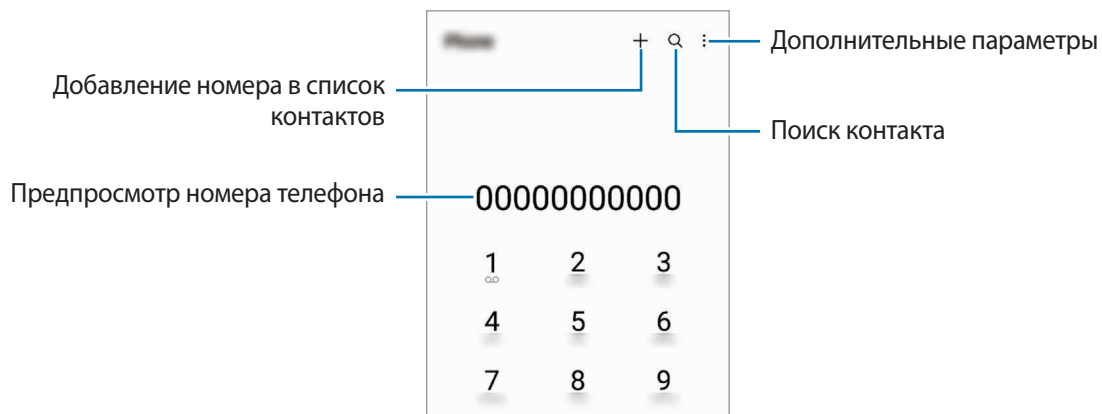 Дополнительные параметры
Добавление номера в список
контактов
Поиск контакта
Предпросмотр номера телефона
00000000000
1 2 3
4 5 6
7 8 9